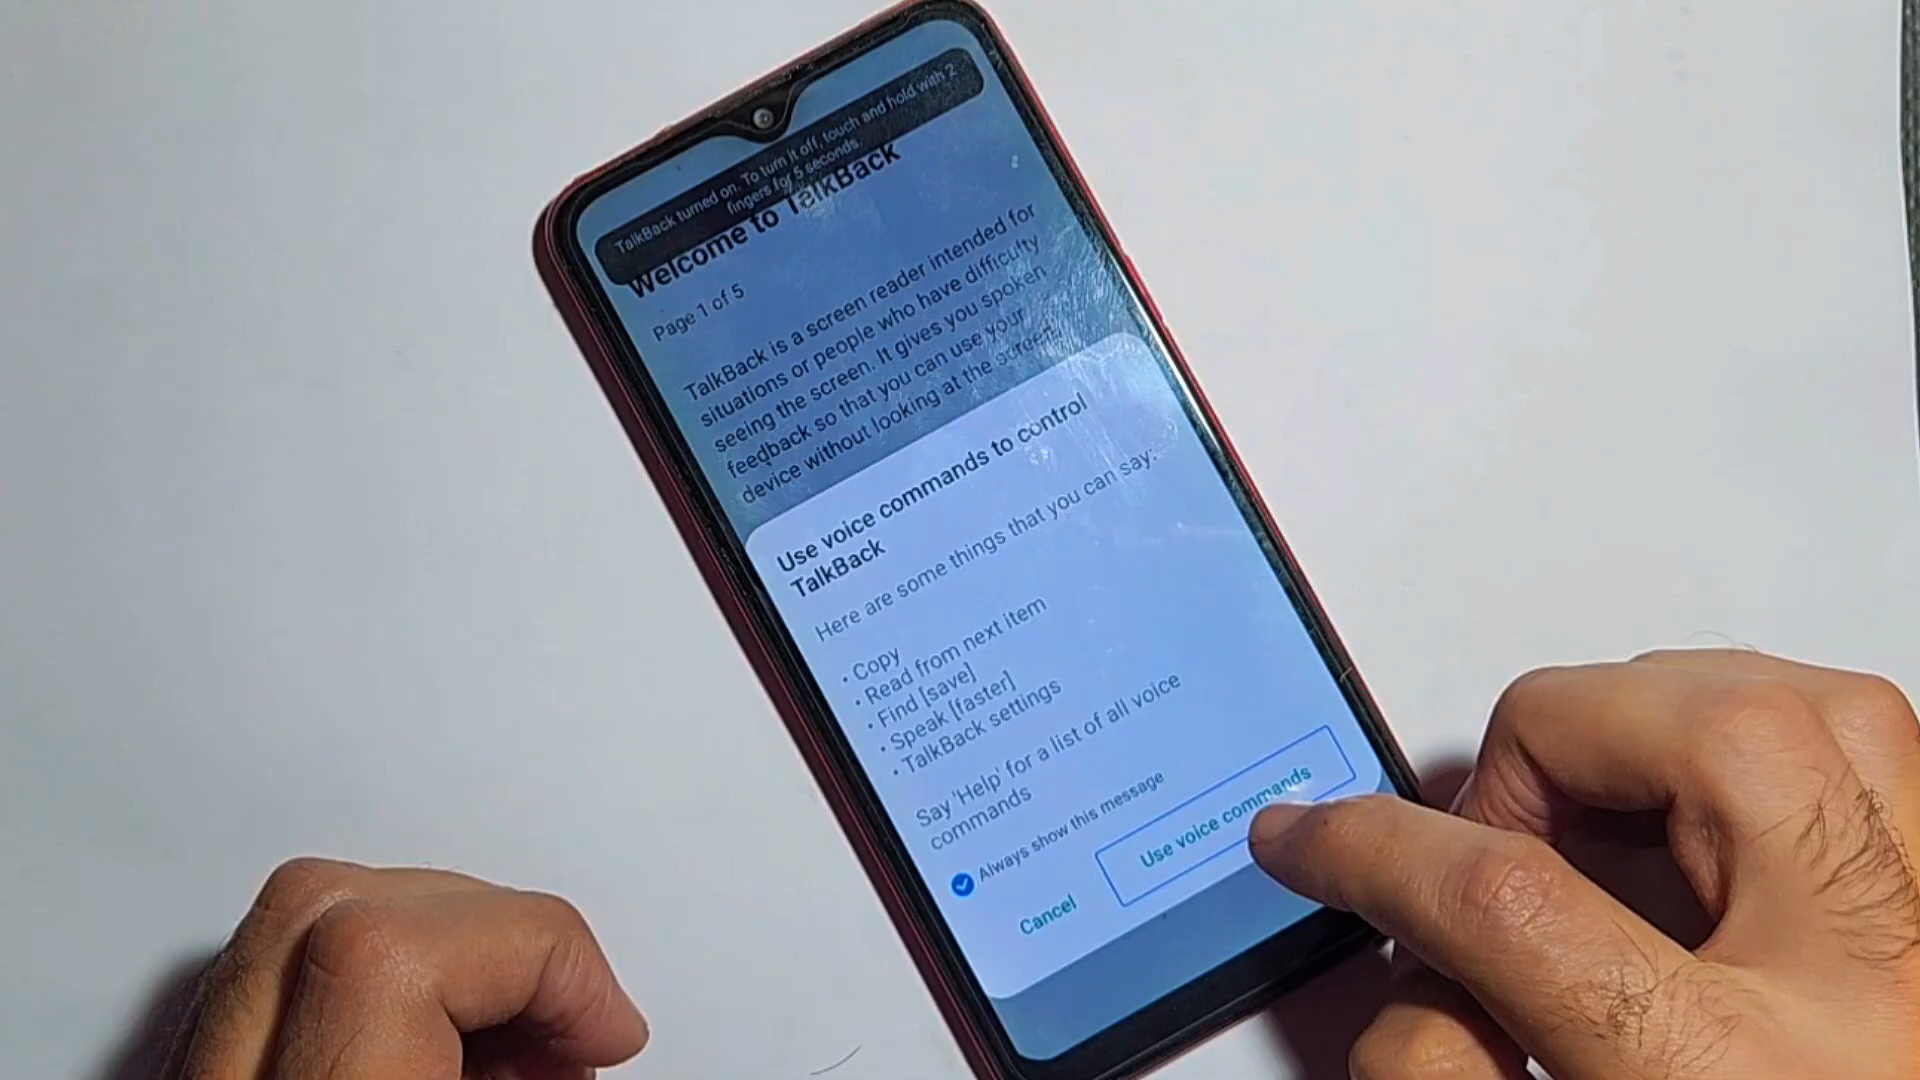 TalkBack turned on. To turn it off, touch and hold with 2
fingers for 5 seconds.
Welcome to TalkBack
Page 1 of 5
TalkBack is a screen reader intended for
situations or people who have difficulty
seeing the screen. It gives you spoken
feedback so that you can use your
device without looking at the screen.
Use voice commands to control
TalkBack
Here are some things that you can say:
• Copy
• Read from next item
• Find [save]
• Speak [faster]
• TalkBack settings
Say 'Help' for a list of all voice
commands
Always show this message
Cancel
Use voice commands